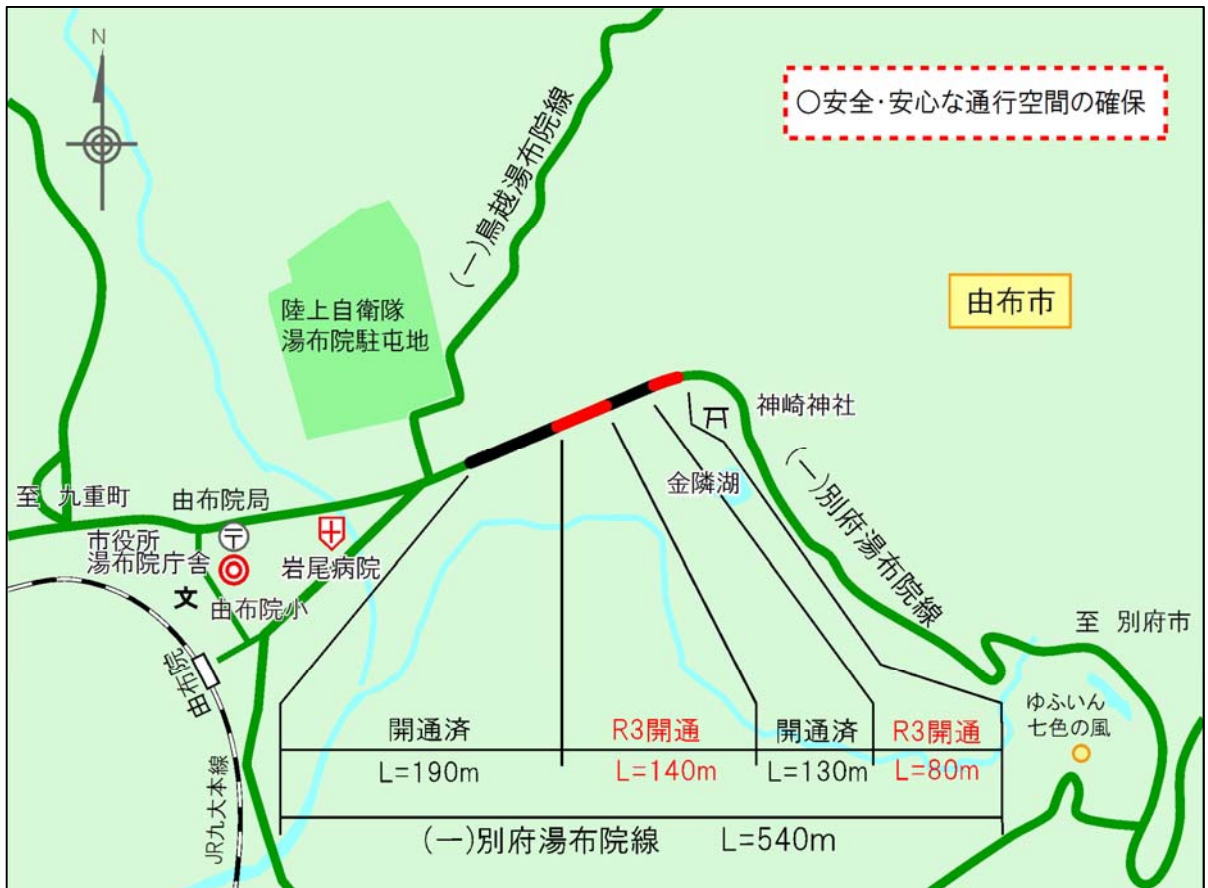 N
○安全・安心な通行空間の確保
(一)鳥越湯布院線
陸上自衛隊
湯布院駐屯地
由布市
神崎神社
金隣湖
(一)別府湯布院線
至 九重町
由布院局
市役所
湯布院庁舎
岩尾病院
文
由布院小
由布院
JR九大本線
至 別府市
ゆふいん
七色の風
開通済
R3開通
開通済
R3開通
L=190m
L=140m
L=130m
L=80m
(一)別府湯布院線 L=540m